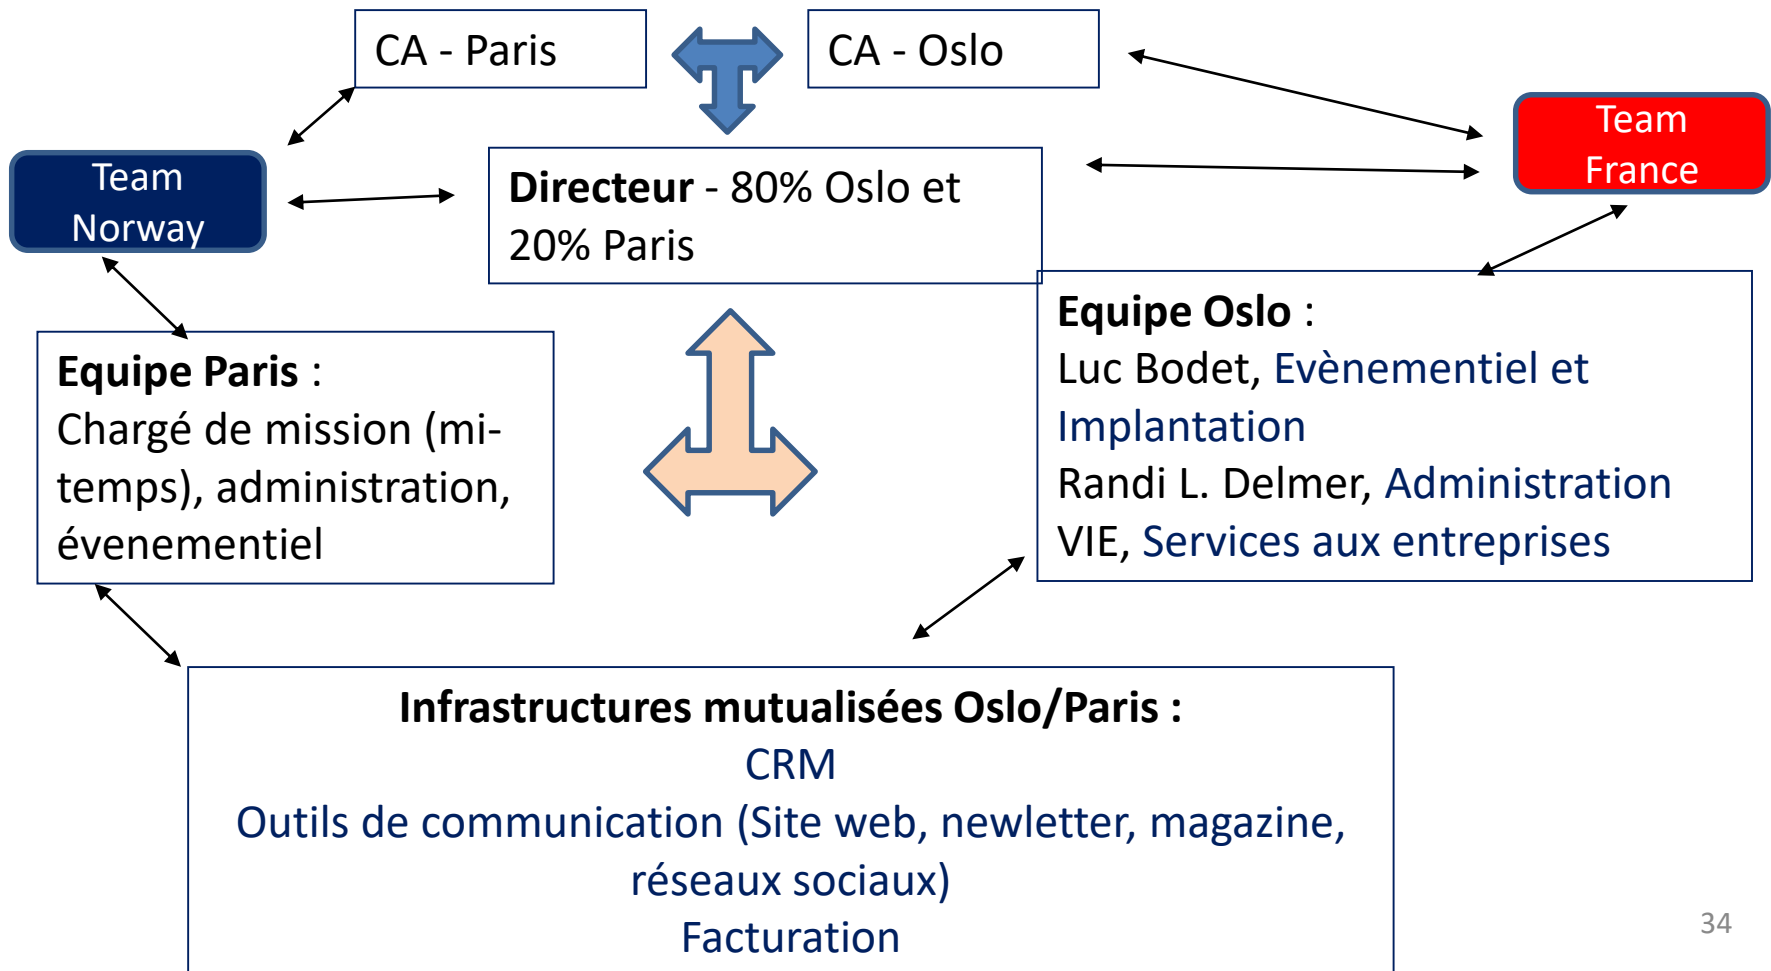 CA - Paris
CA - Oslo
Team
France
Team
Norway
Directeur - 80% Oslo et
20% Paris
Equipe Paris :
Chargé de mission (mi-
temps), administration,
évenementiel
Equipe Oslo :
Luc Bodet, Evènementiel et
Implantation
Randi L. Delmer, Administration
VIE, Services aux entreprises
Infrastructures mutualisées Oslo/Paris :
CRM
Outils de communication (Site web, newletter, magazine,
réseaux sociaux)
Facturation
34